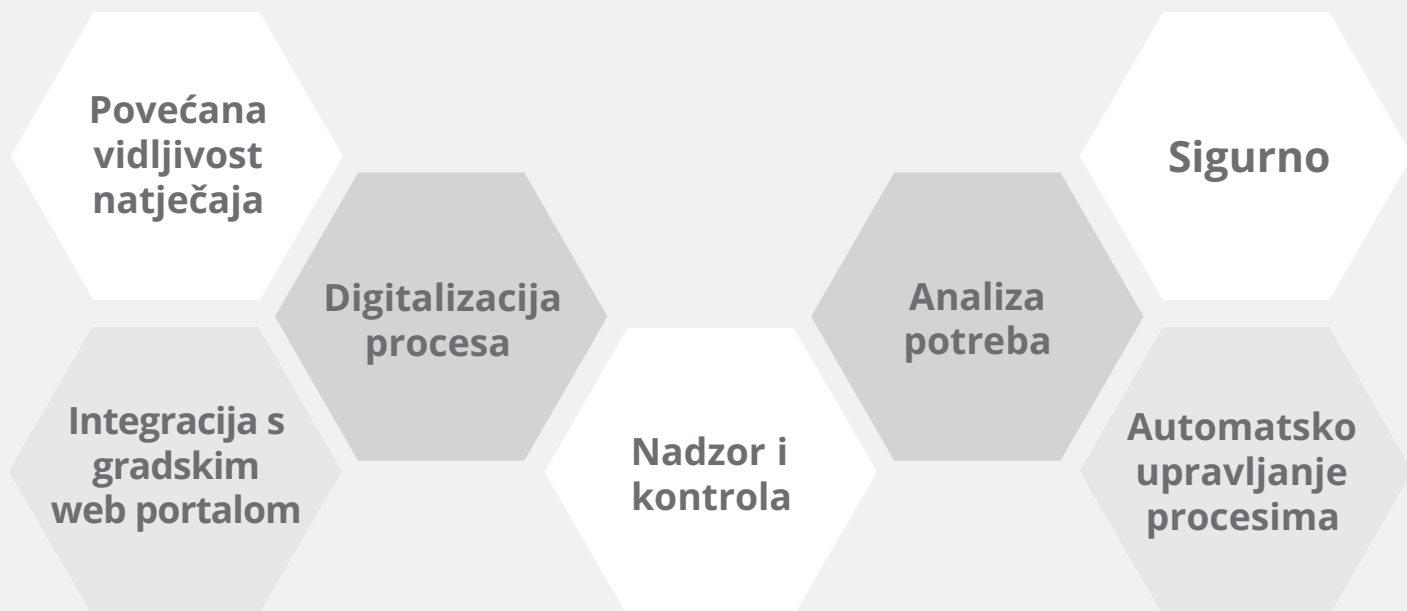 Povećana
vidljivost
natječaja
Digitalizacija
procesa
Integracija s
gradskim
web portalom
Nadzor i
kontrola
Analiza
potreba
Sigurno
Automatsko
upravljanje
procesima